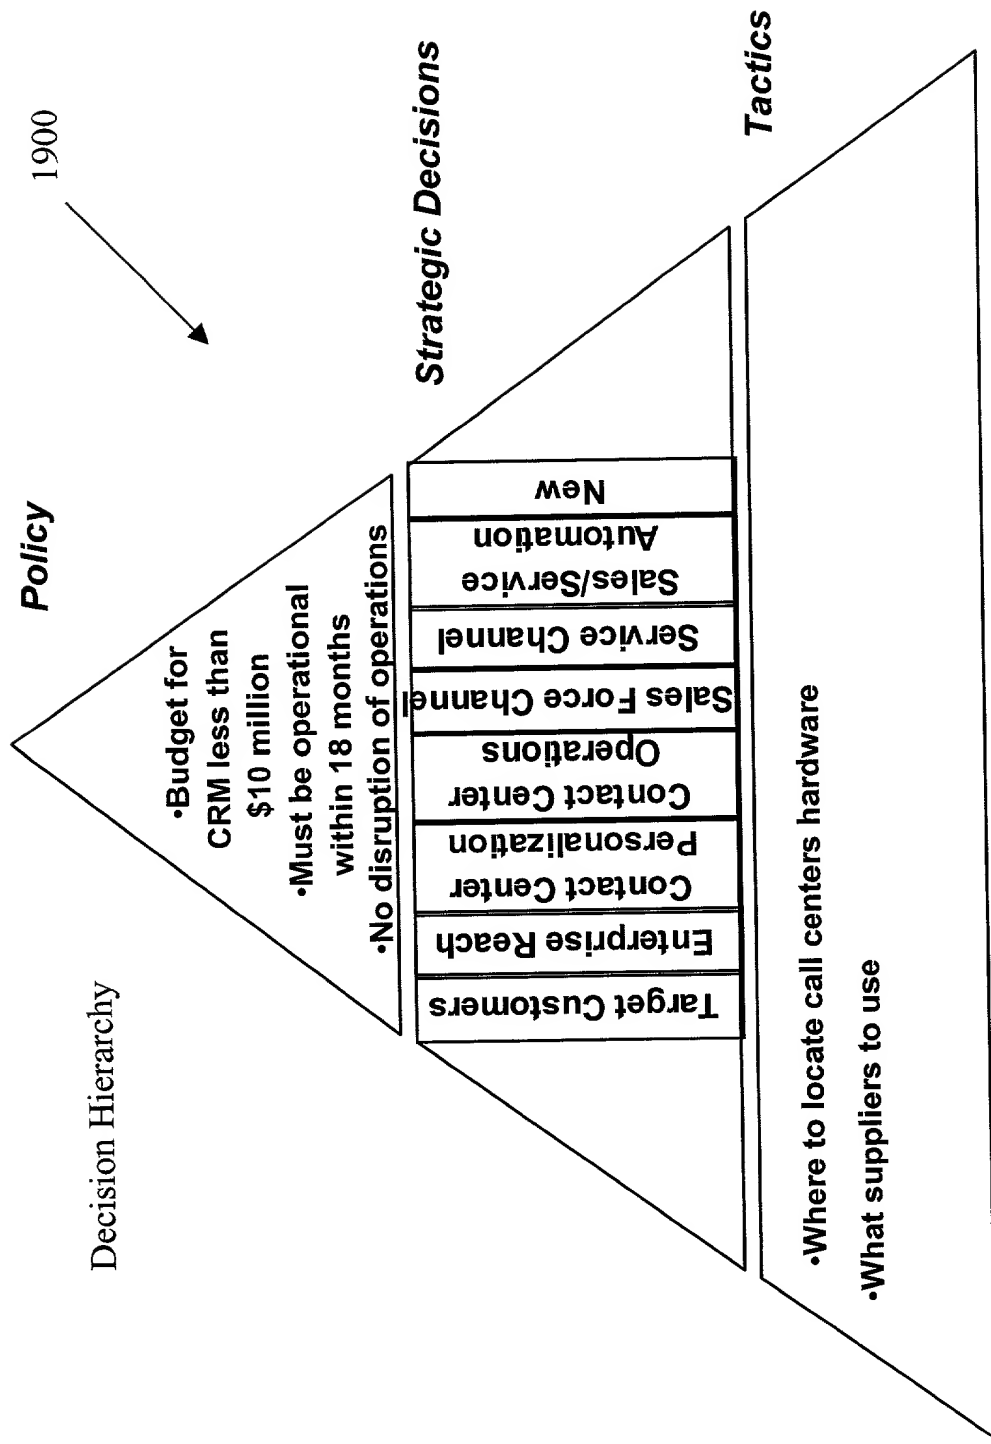 Decision Hierarchy
1900
Policy
•Budget for
CRM less than
$10 million
•Must be operational
within 18 months
•No disruption of operations
Strategic Decisions
Target Customers
Enterprise Reach
Contact Center
Personalization
Contact Center
Operations
Sales Force Channel
Service Channel
Sales/Service
Automation
New
Tactics
•Where to locate call centers hardware
•What suppliers to use